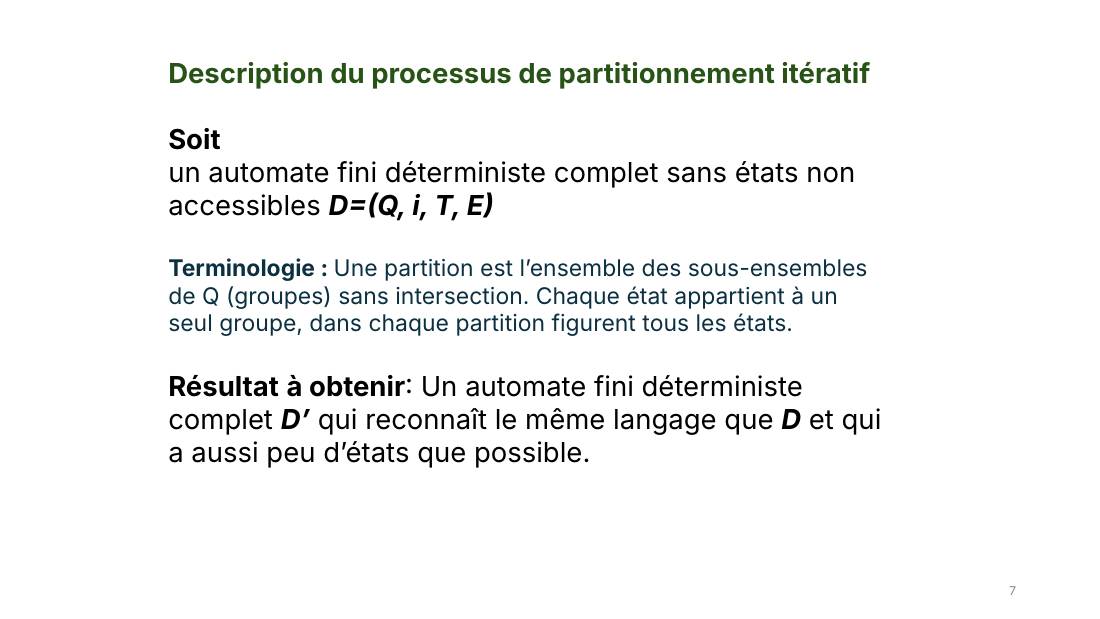 Description du processus de partitionnement itératif
Soit
un automate fini déterministe complet sans états non
accessibles D=(Q, i, T, E)
Terminologie : Une partition est l’ensemble des sous-ensembles
de Q (groupes) sans intersection. Chaque état appartient à un
seul groupe, dans chaque partition figurent tous les états.
Résultat à obtenir: Un automate fini déterministe
complet D’ qui reconnaît le même langage que D et qui
a aussi peu d’états que possible.
7